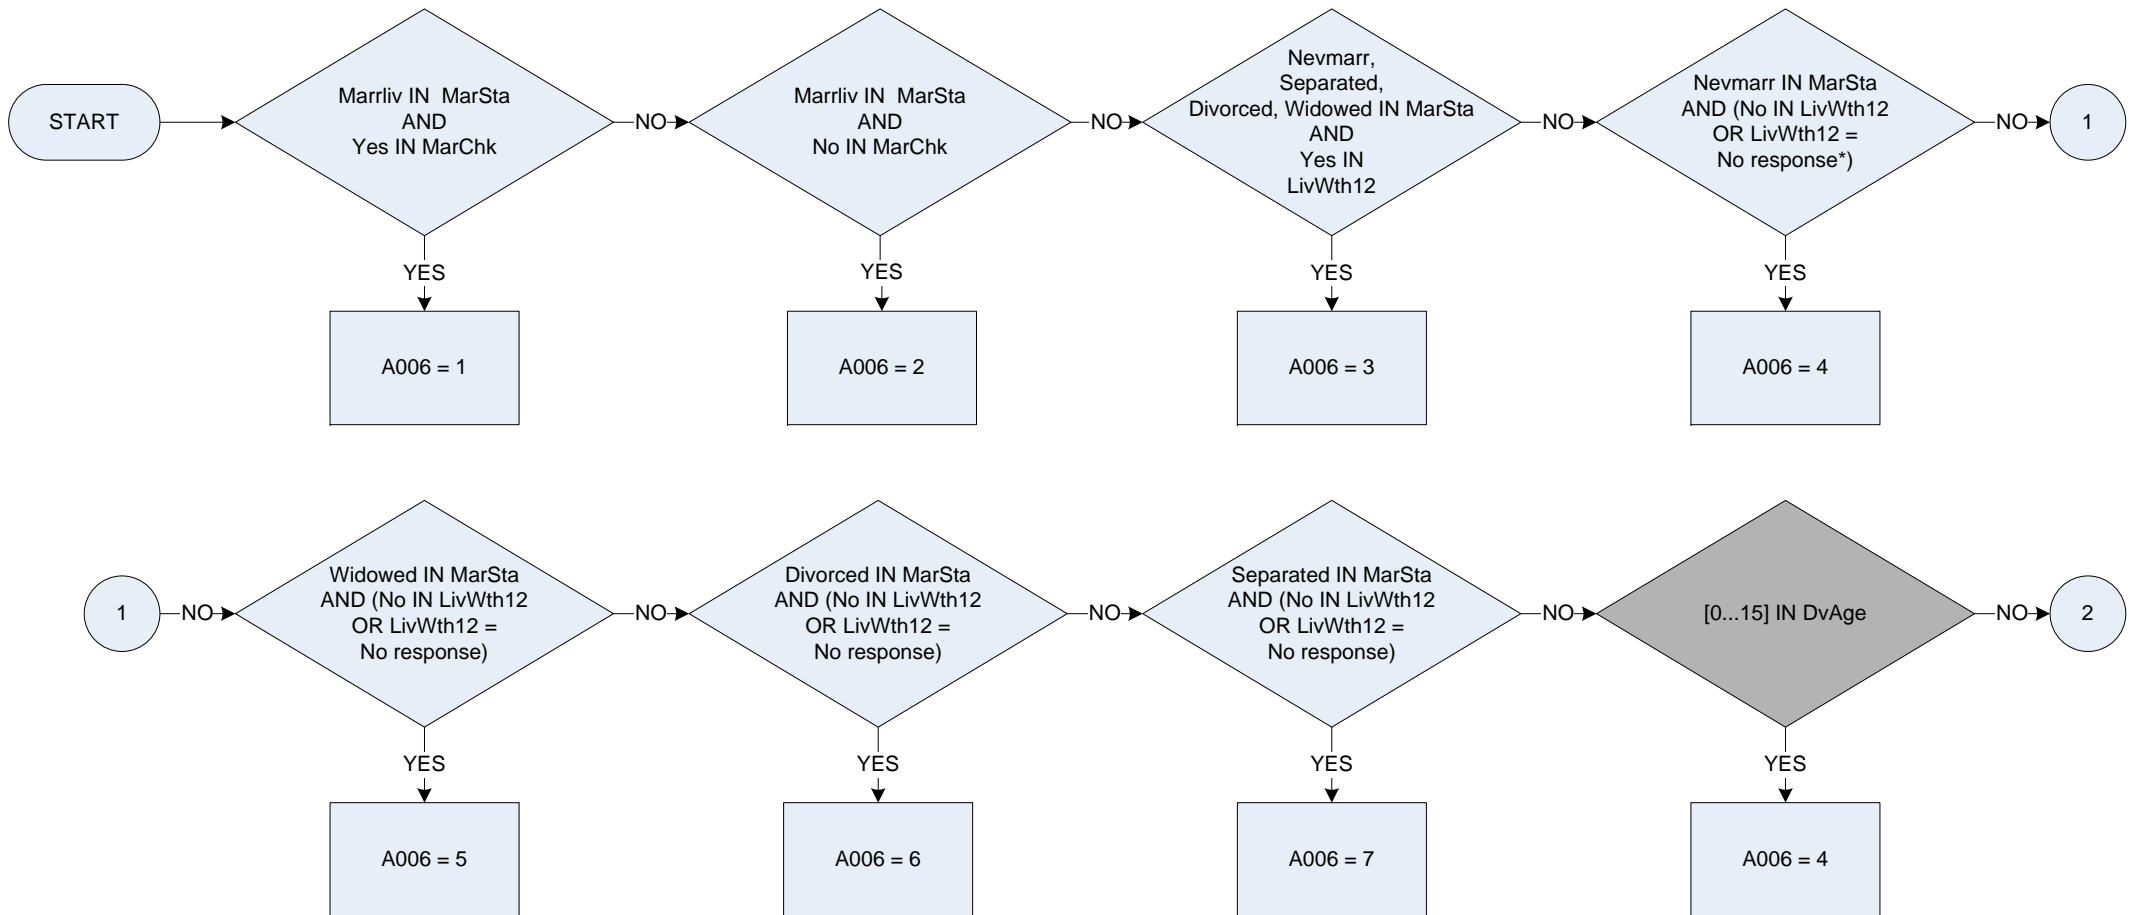 START
Marrliv IN  MarSta
AND
Yes IN MarChk
NO
Marrliv IN  MarSta
AND
No IN MarChk
NO
Nevmarr,
Separated,
Divorced, Widowed IN MarSta
AND
Yes IN
LivWth12
NO
Nevmarr IN MarSta
AND (No IN LivWth12
OR LivWth12 =
No response*)
NO
1
YES
YES
YES
YES
A006 = 1
A006 = 2
A006 = 3
A006 = 4
1
NO
Widowed IN MarSta
AND (No IN LivWth12
OR LivWth12 =
No response)
NO
Divorced IN MarSta
AND (No IN LivWth12
OR LivWth12 =
No response)
NO
Separated IN MarSta
AND (No IN LivWth12
OR LivWth12 =
No response)
NO
[0...15] IN DvAge
NO
2
YES
YES
YES
YES
A006 = 5
A006 = 6
A006 = 7
A006 = 4